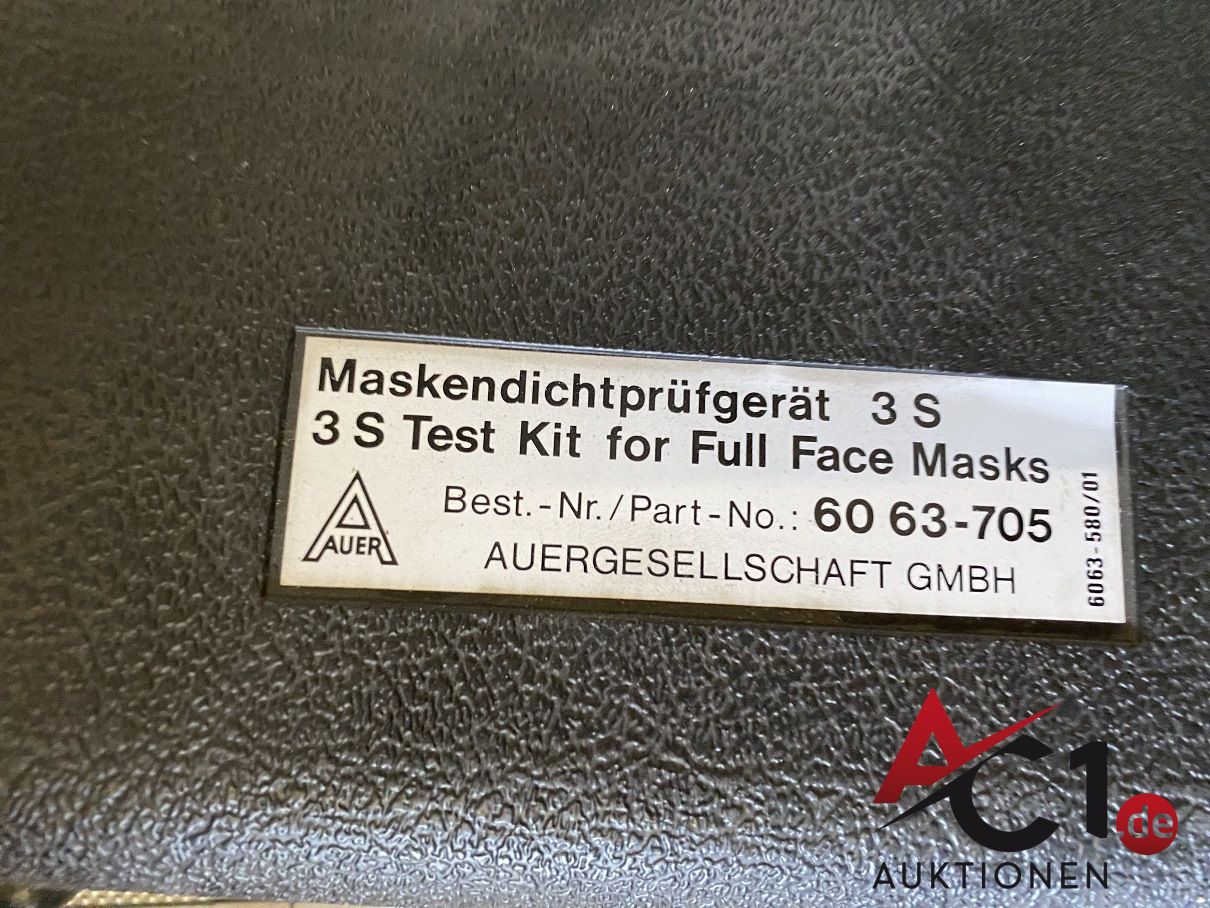 Maskendichtprüfgerät 3 S
3 S Test Kit for Full Face Masks
AUER
Best.-Nr./Part-No.: 60 63-705
AUERGESELLSCHAFT GMBH
6063-580/01
AC1.de
AUKTIONEN